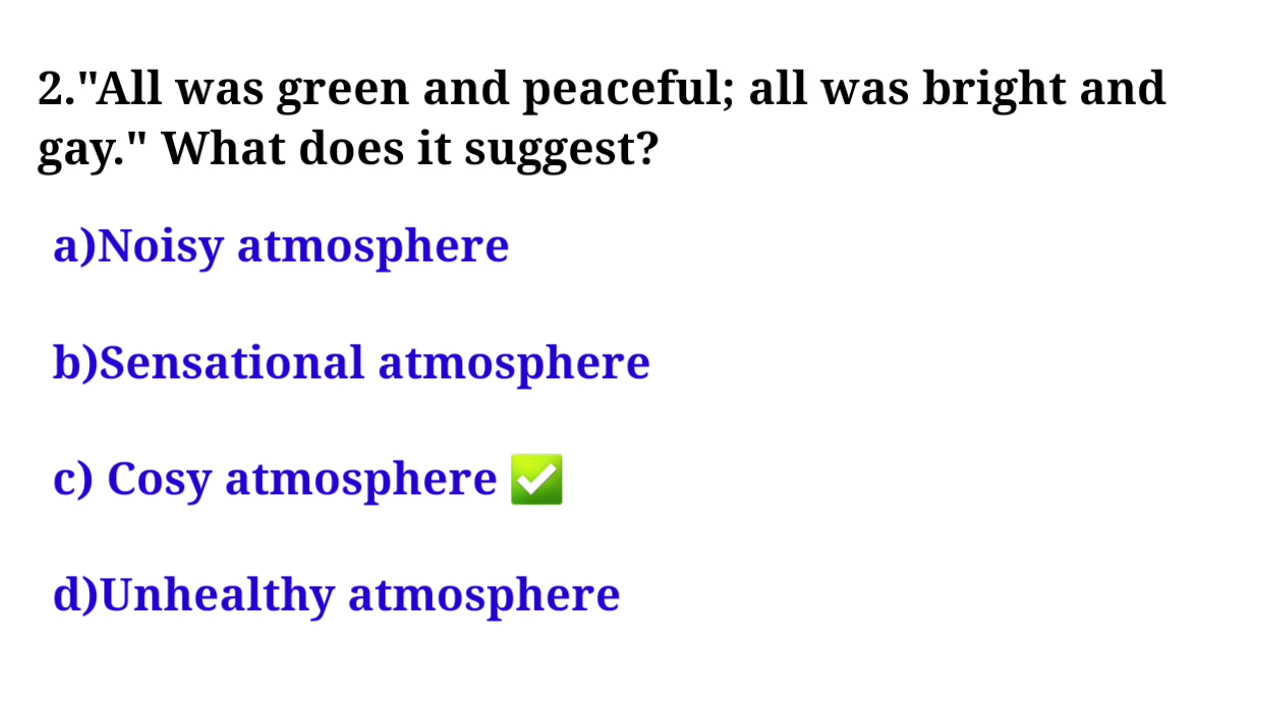 2."All was green and peaceful; all was bright and
gay." What does it suggest?
a)Noisy atmosphere
b)Sensational atmosphere
c) Cosy atmosphere ✅
d)Unhealthy atmosphere